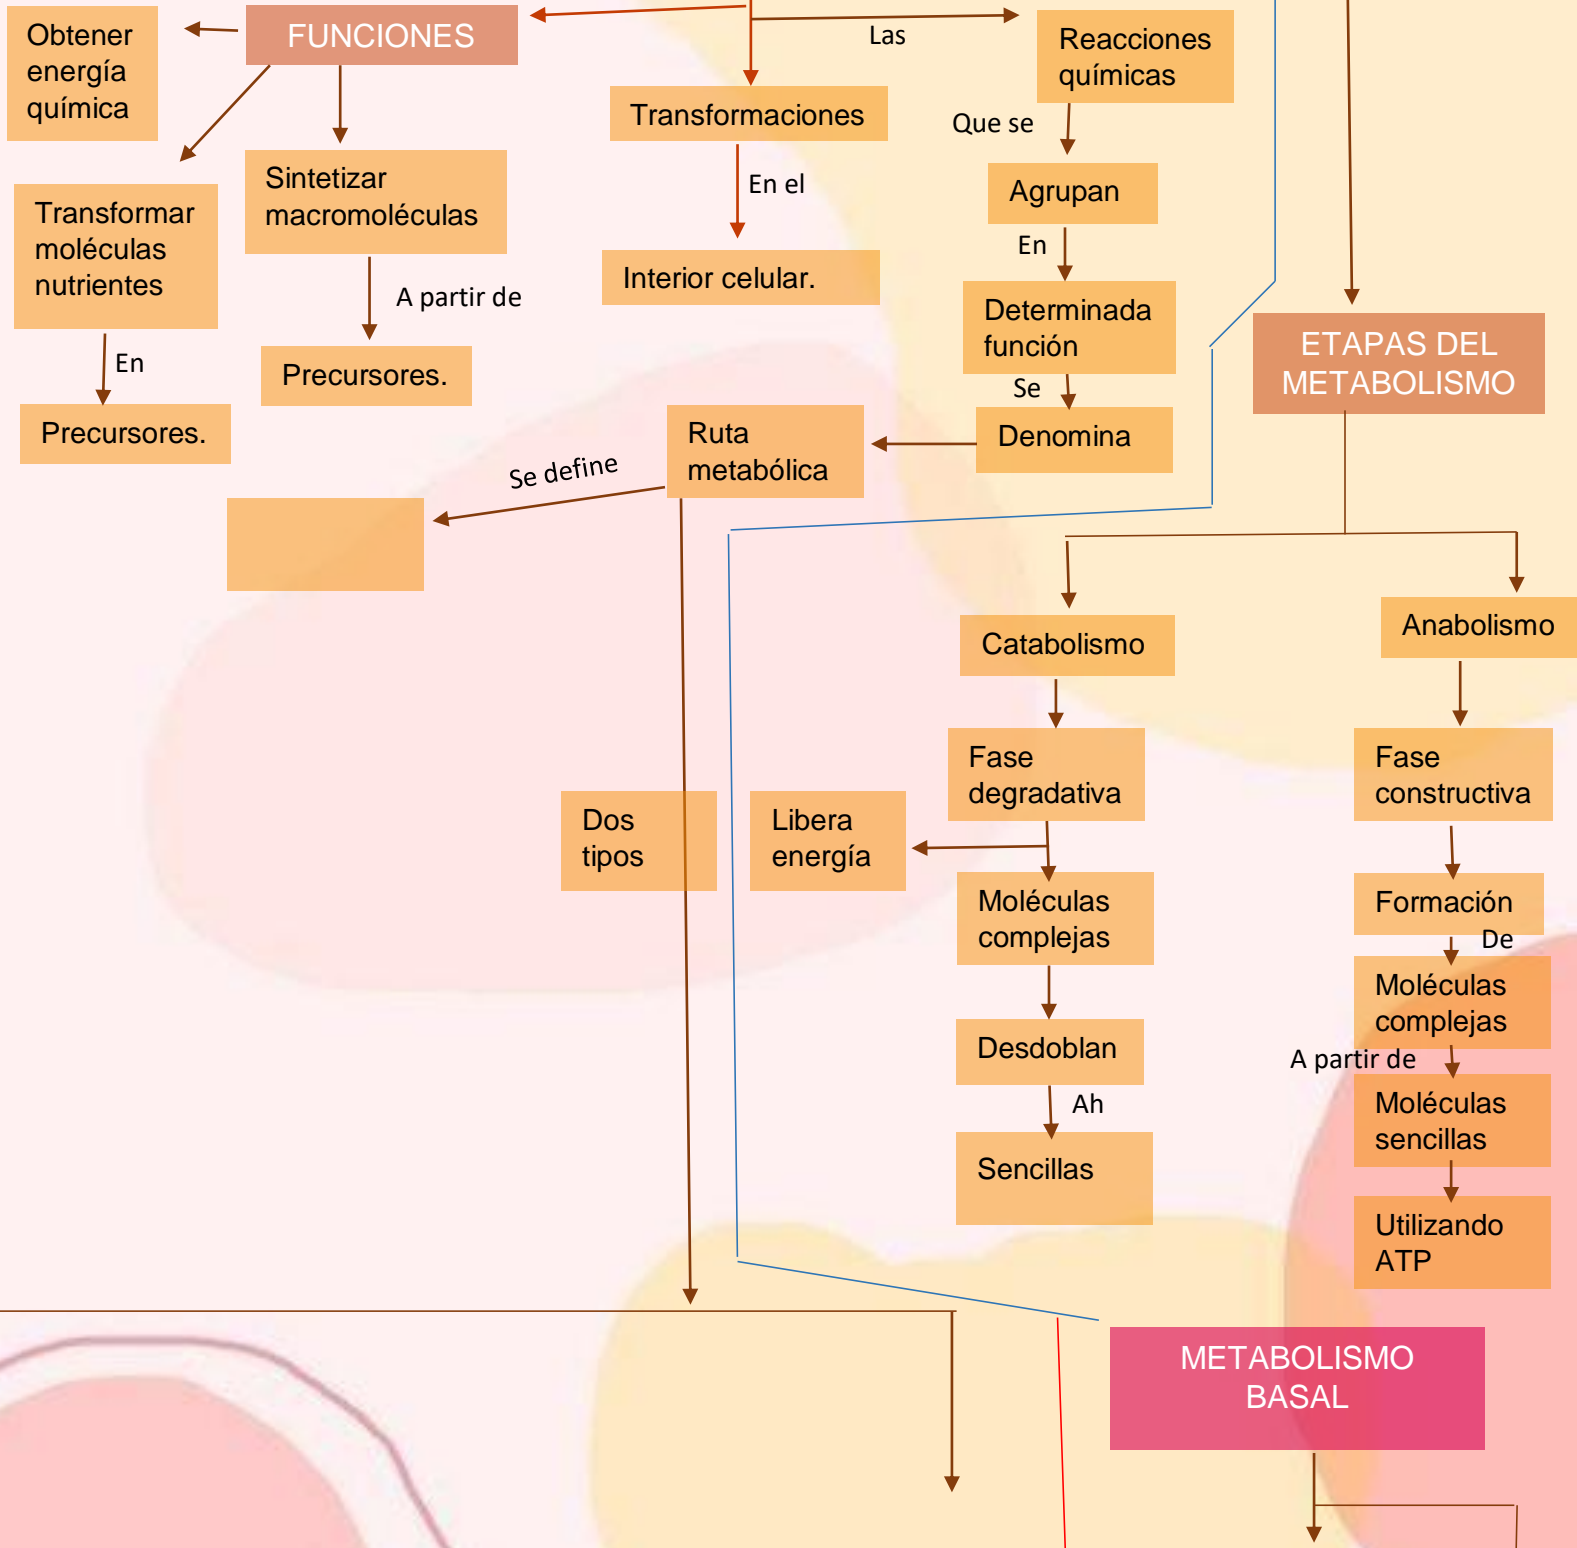 Obtener
energía
química
FUNCIONES
Las
Reacciones
químicas
Transformaciones
Que se
Transformar
moléculas
nutrientes
Sintetizar
macromoléculas
En el
Agrupan
En
A partir de
Interior celular.
Determinada
función
ETAPAS DEL
METABOLISMO
En
Precursores.
Se
Precursores.
Ruta
metabólica
Denomina
Se define
Catabolismo
Anabolismo
Fase
degradativa
Fase
constructiva
Dos
tipos
Libera
energía
Moléculas
complejas
Formación
De
Moléculas
complejas
Desdoblan
A partir de
Ah
Moléculas
sencillas
Sencillas
Utilizando
ATP
METABOLISMO
BASAL